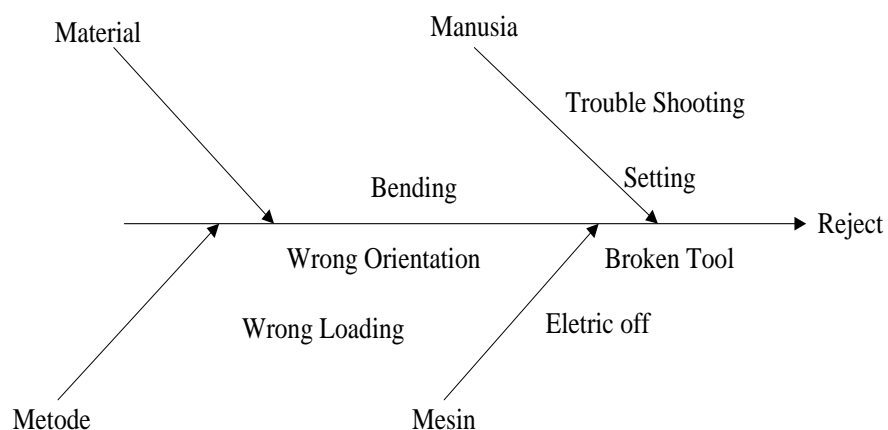 Material
Manusia
Trouble Shooting
Setting
Bending
Reject
Wrong Orientation
Broken Tool
Wrong Loading
Eletric off
Metode
Mesin